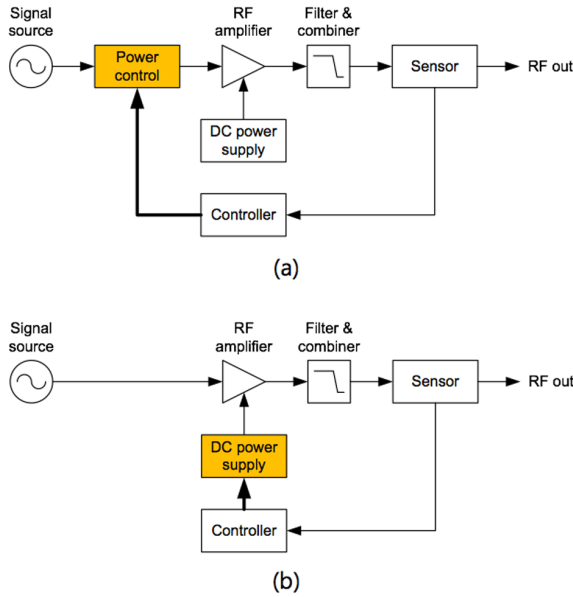 Signal
source
Power
control
RF
amplifier
Filter &
combiner
Sensor
RF out
DC power
supply
Controller
(a)
Signal
source
RF
amplifier
Filter &
combiner
Sensor
RF out
DC power
supply
Controller
(b)